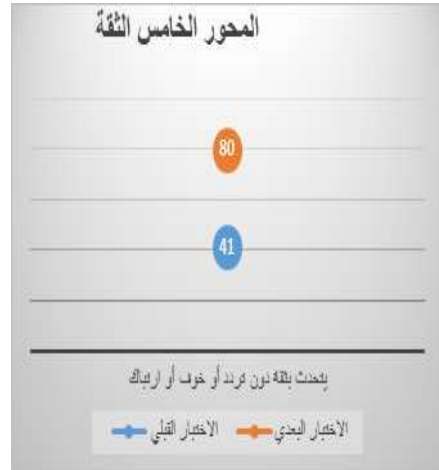 المحور الخامس الثقة
80
41
يتحدث بثقة دون تردد أو خوف أو ارتباك
الاختبار البعدي
الاختبار القبلي